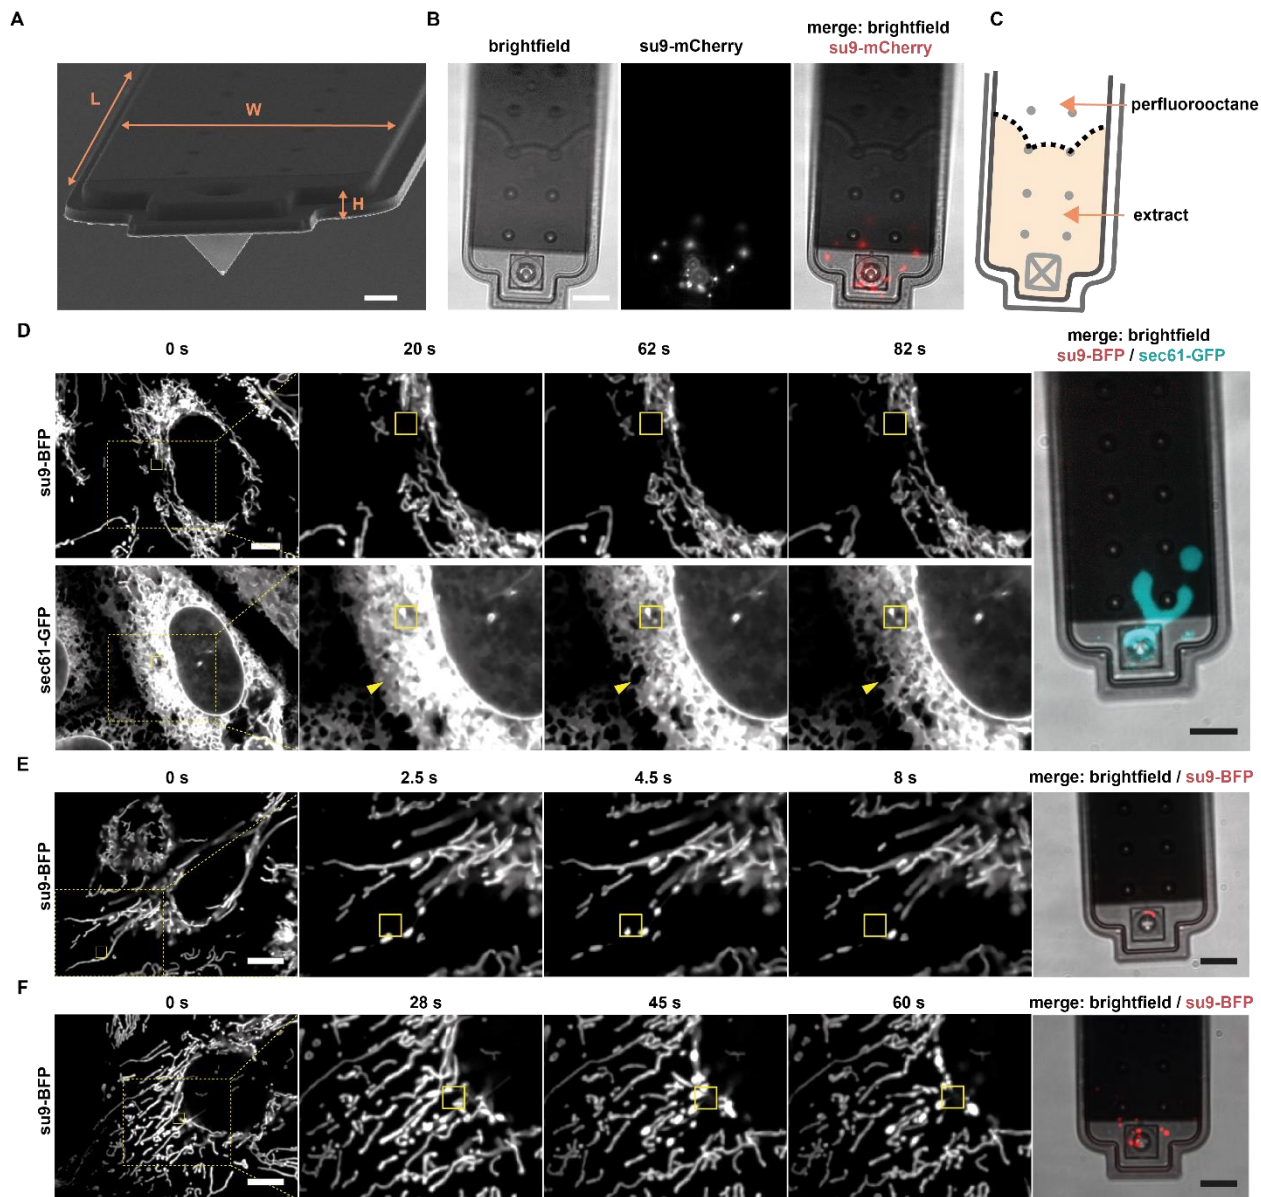 A
L
W
H
B
brightfield
su9-mCherry
merge: brightfield
su9-mCherry
C
perfluorooctane
extract
D
0 s
20 s
62 s
82 s
merge: brightfield
su9-BFP / sec61-GFP
su9-BFP
sec61-GFP
E
0 s
2.5 s
4.5 s
8 s
merge: brightfield / su9-BFP
su9-BFP
F
0 s
28 s
45 s
60 s
merge: brightfield / su9-BFP
su9-BFP